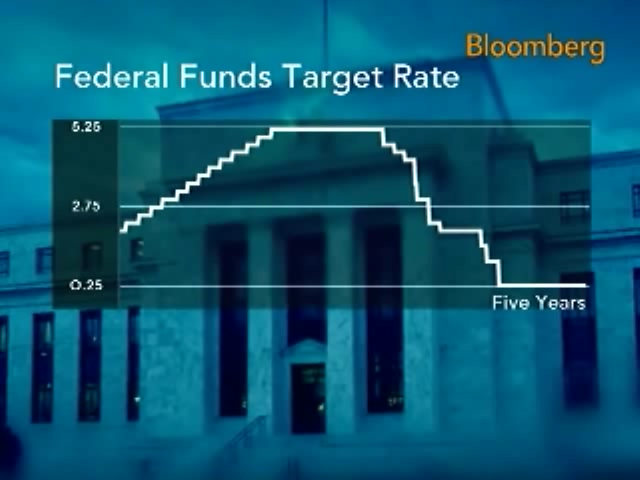 Bloomberg
Federal Funds Target Rate
5.25
2.75
0.25
Five Years